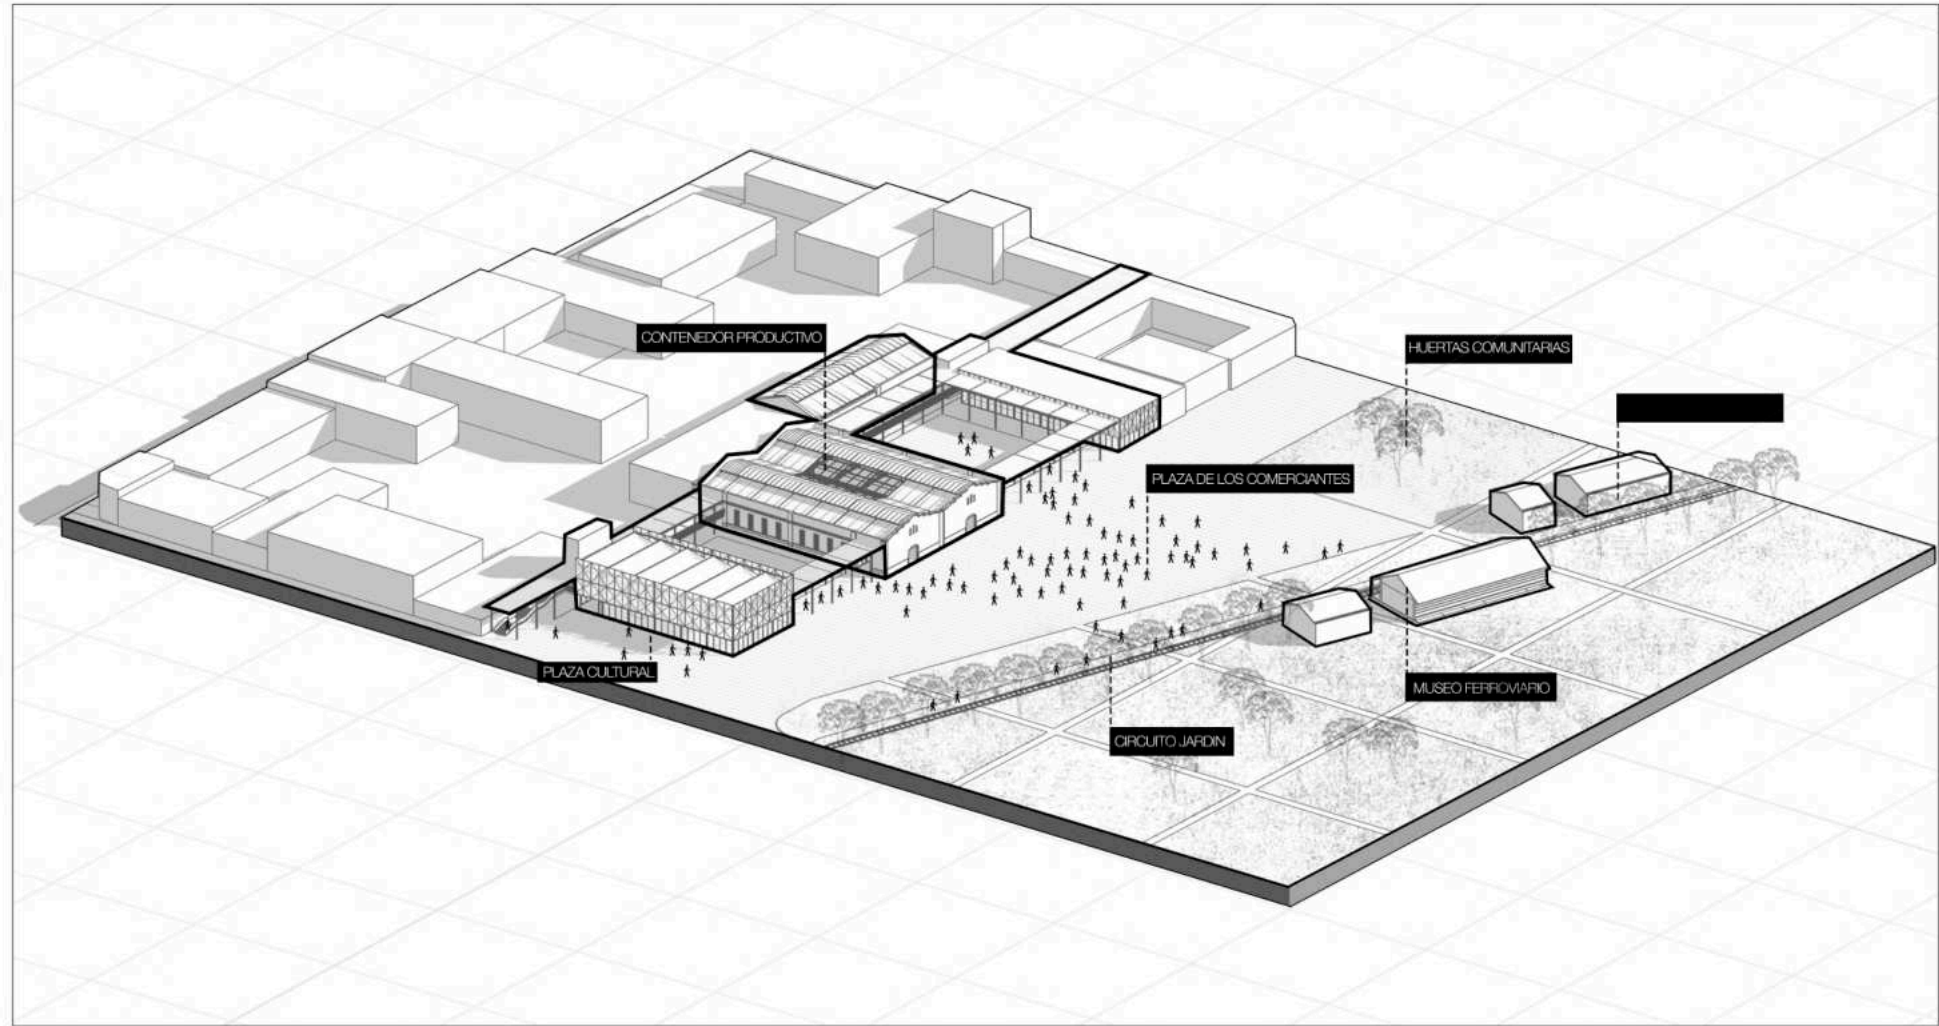 CONTENEDOR PRODUCTIVO
HUERTAS COMUNITARIAS
PLAZA DE LOS COMERCIANTES
PLAZA CULTURAL
MUSEO FERROVIARIO
CIRCUITO JARDIN